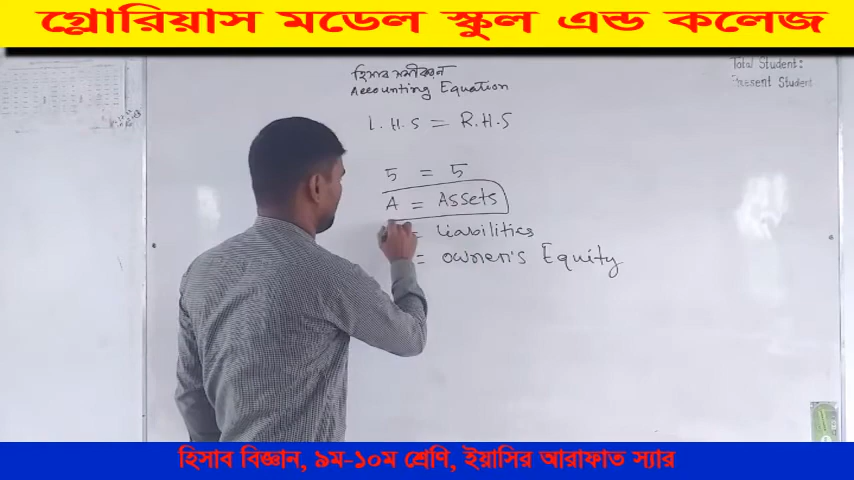 গ্লোরিয়াস মডেল স্কুল এন্ড কলেজ
হিসাব সমীকরণ
Accounting Equation
Total Student:
Present Student
L.H.S = R.H.S
5 = 5
A = Assets
= Liabilities
= owner's Equity
হিসাব বিজ্ঞান, ৯ম-১০ম শ্রেণি, ইয়াসির আরাফাত স্যার